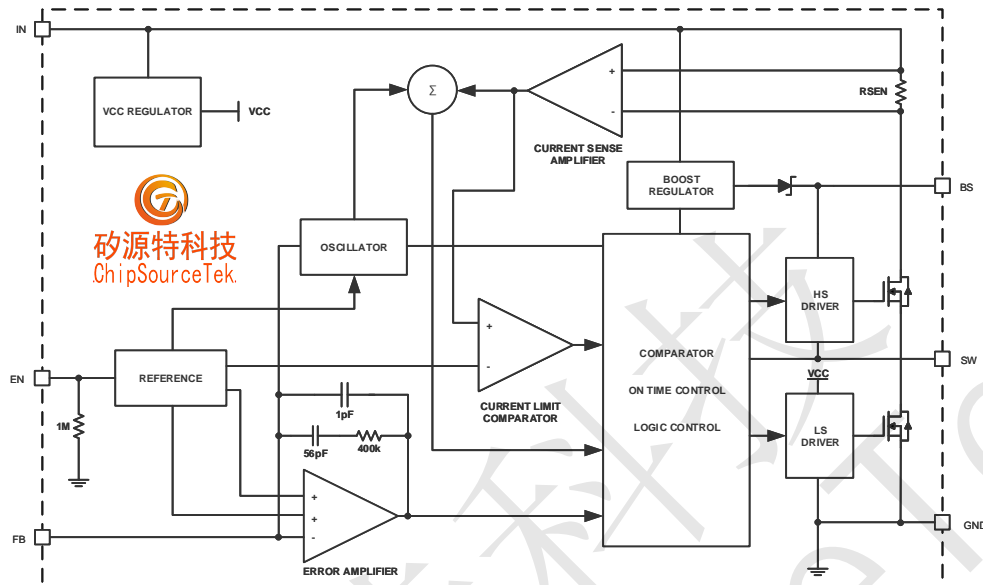 IN
VCC REGULATOR
VCC
Σ
+
-
CURRENT SENSE
AMPLIFIER
RSEN
BOOST
REGULATOR
BS
矽源特科技
ChipSourceTek
OSCILLATOR
HS
DRIVER
+
-
CURRENT LIMIT
COMPARATOR
COMPARATOR
ON TIME CONTROL
LOGIC CONTROL
SW
VCC
EN
REFERENCE
1M
1pF
56pF
400k
LS
DRIVER
+
+
-
ERROR AMPLIFIER
FB
GND